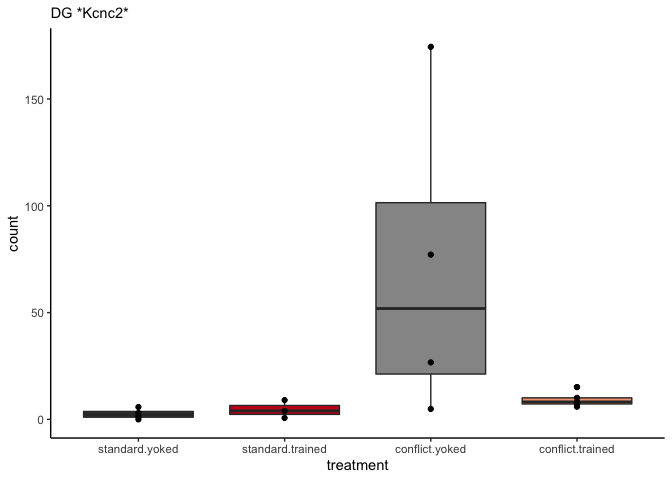 DG *Kcnc2*
150
100
50
0
count
standard.yoked
standard.trained
conflict.yoked
conflict.trained
treatment